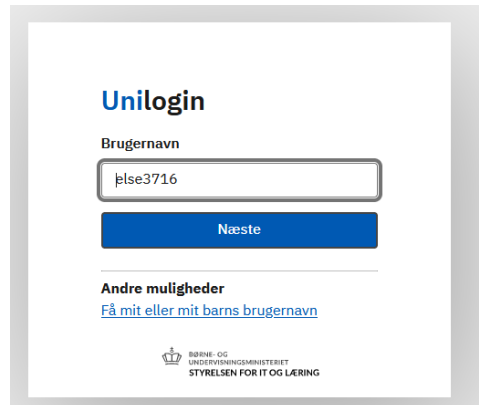 Unilogin
Brugernavn
else3716
Næste
Andre muligheder
Få mit eller mit barns brugernavn
BØRNE- OG
UNDERVISNINGSMINISTERIET
STYRELSEN FOR IT OG LÆRING